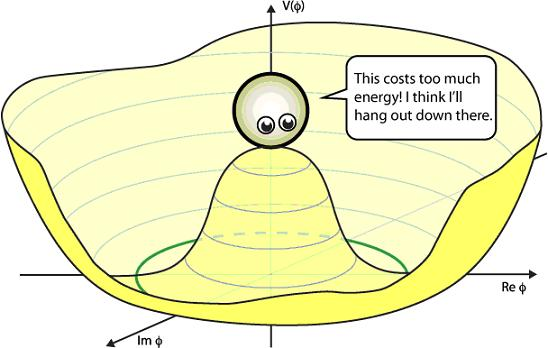 V(ϕ)
This costs too much
energy! I think I'll
hang out down there.
Re ϕ
Im ϕ